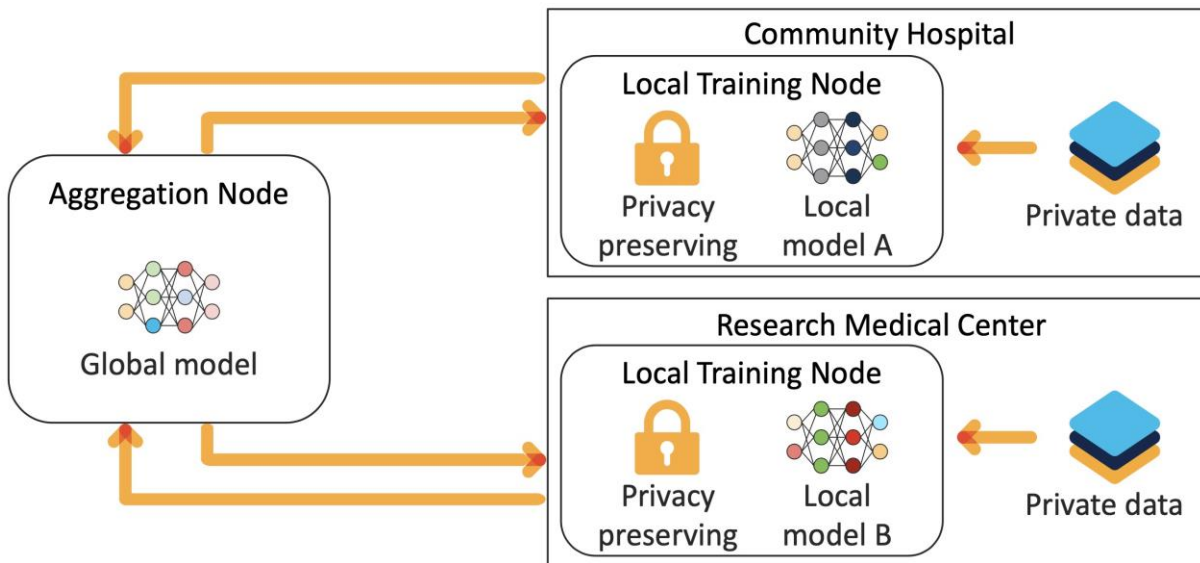 Community Hospital
Local Training Node
Privacy
preserving
Local
model A
Private data
Aggregation Node
Global model
Research Medical Center
Local Training Node
Privacy
preserving
Local
model B
Private data